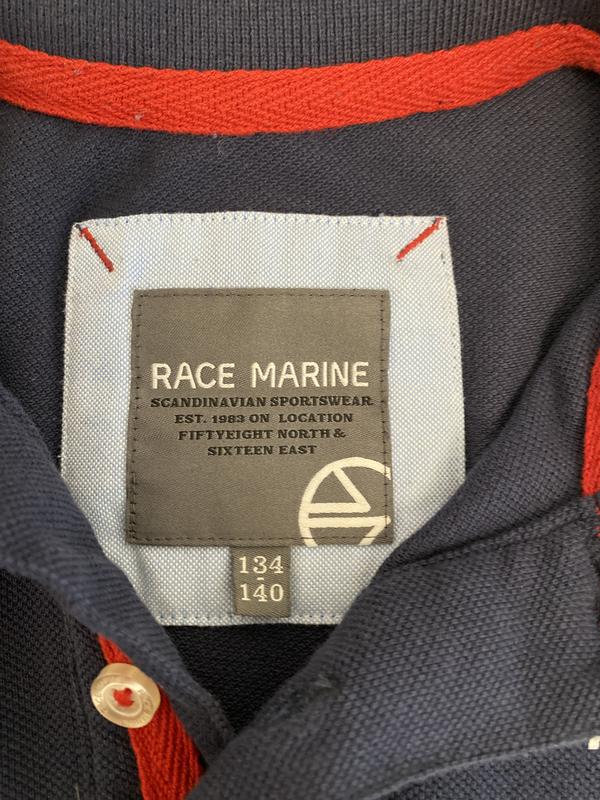 RACE MARINE
SCANDINAVIAN SPORTSWEAR
EST. 1983 ON LOCATION
FIFTYEIGHT NORTH &
SIXTEEN EAST
134
-
140